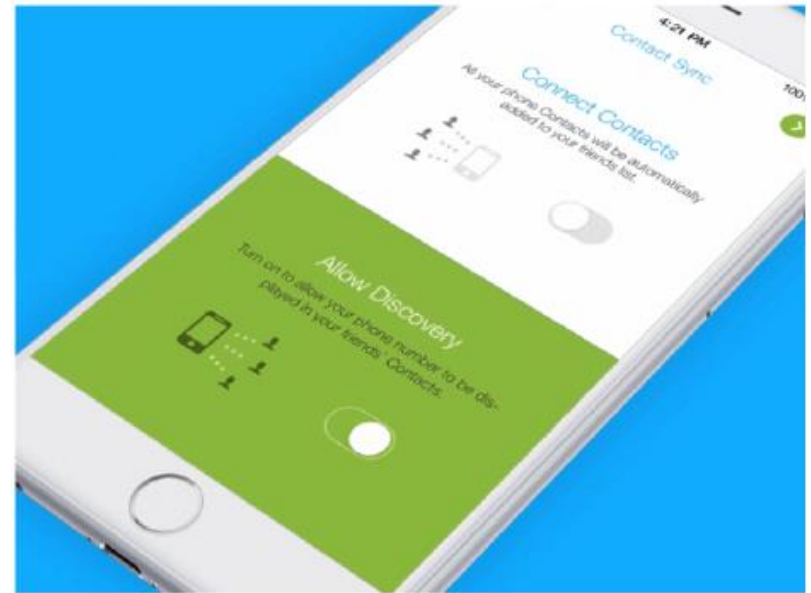 4:21 PM
100%
Contact Sync
Connect Contacts
All your phone Contacts will be automatically
added to your friends list.
Allow Discovery
Turn on to allow your phone number to be dis-
played in your friends' Contacts.